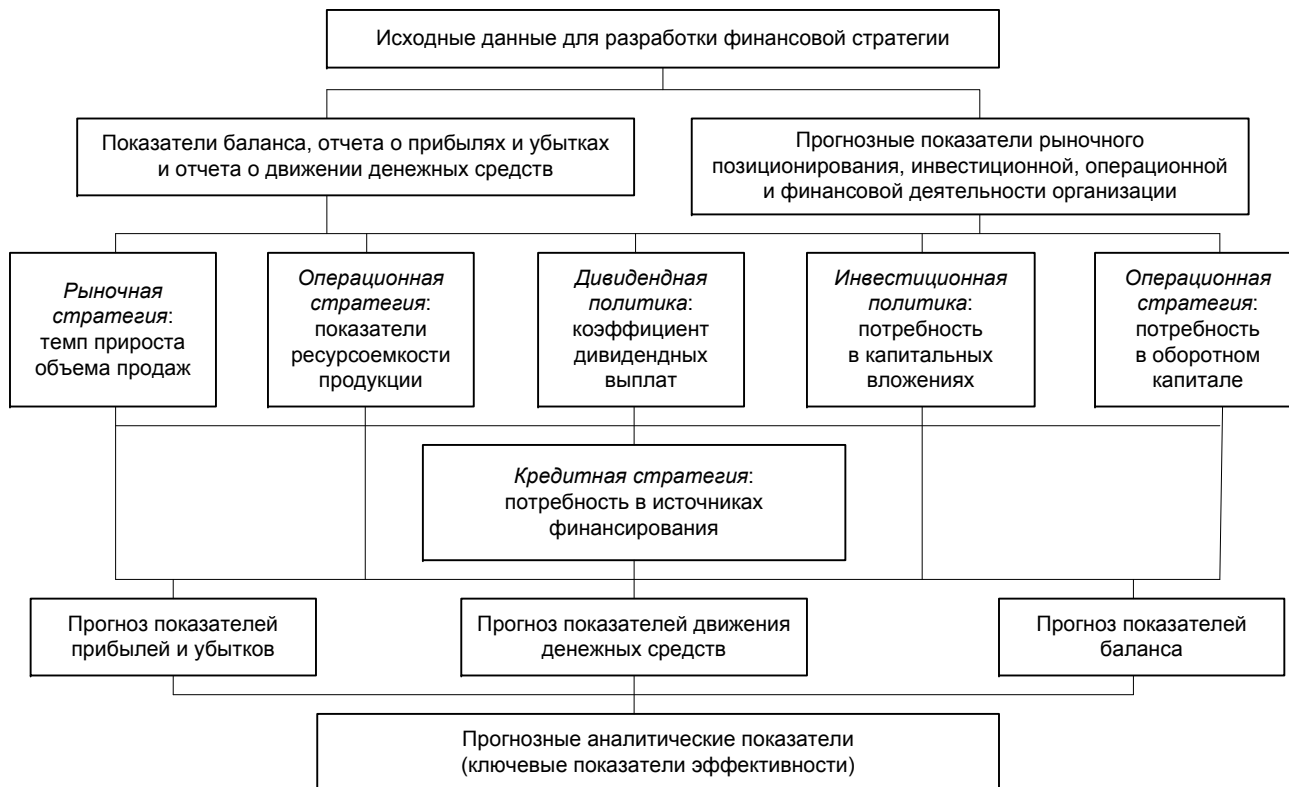 Исходные данные для разработки финансовой стратегии
Показатели баланса, отчета о прибылях и убытках
и отчета о движении денежных средств
Прогнозные показатели рыночного
позиционирования, инвестиционной, операционной
и финансовой деятельности организации
Рыночная
стратегия:
темп прироста
объема продаж
Операционная
стратегия:
показатели
ресурсоемкости
продукции
Дивидендная
политика:
коэффициент
дивидендных
выплат
Инвестиционная
политика:
потребность
в капитальных
вложениях
Операционная
стратегия:
потребность
в оборотном
капитале
Кредитная стратегия:
потребность в источниках
финансирования
Прогноз показателей
прибылей и убытков
Прогноз показателей движения
денежных средств
Прогноз показателей
баланса
Прогнозные аналитические показатели
(ключевые показатели эффективности)